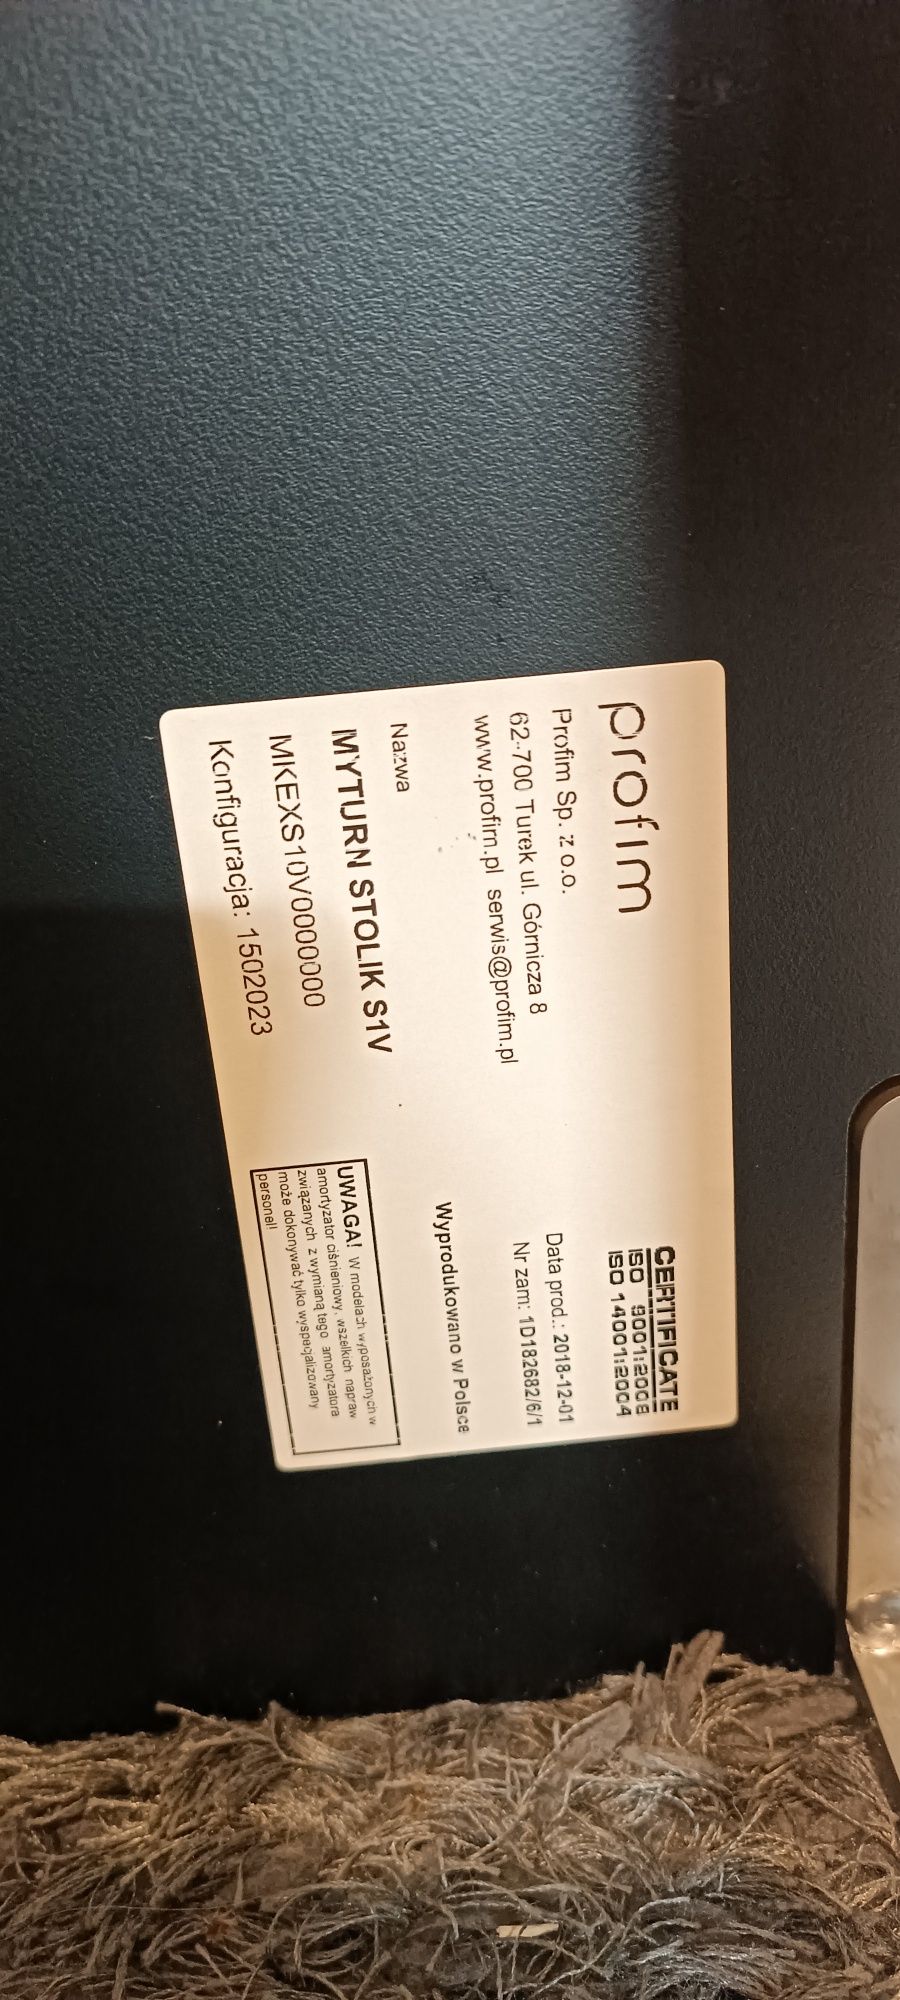 profim
Profim Sp. z o.o.
62-700 Turek ul. Górnicza 8
www.profim.pl serwis@profim.pl
CERTIFICATE
ISO 9001:2008
ISO 14001:2004
Data prod.: 2018-12-01
Nr zam: 1D182682/6/1
Wyprodukowano w Polsce
Nazwa
MYTURN STOLIK S1V
MKEXS10V0000000
Konfiguracja: 1502023
UWAGA! W modelach wyposażonych w
amortyzator ciśnieniowy, wszelkich napraw
związanych z wymianą tego amortyzatora
może dokonywać tylko wyspecjalizowany
personel!